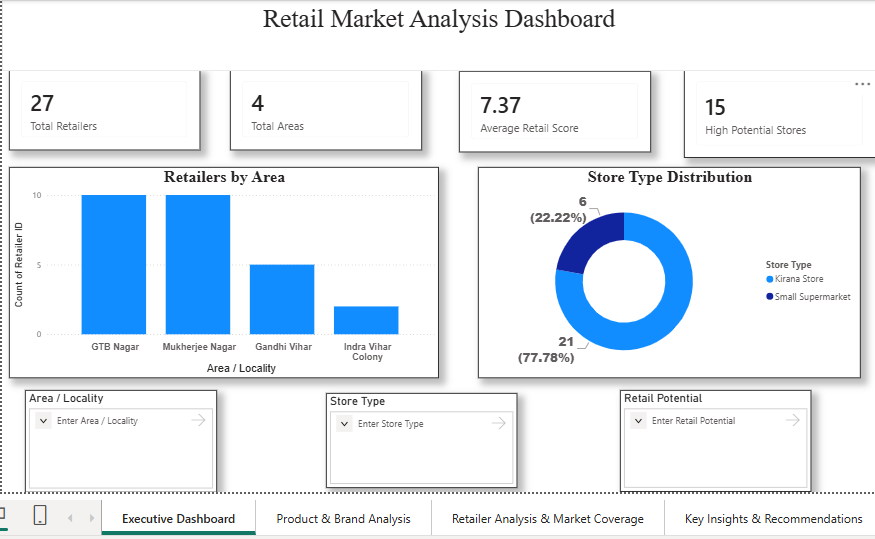 Retail Market Analysis Dashboard
27
Total Retailers
4
Total Areas
7.37
Average Retail Score
...
15
High Potential Stores
Retailers by Area
10
5
0
Count of Retailer ID
GTB Nagar
Mukherjee Nagar
Gandhi Vihar
Indra Vihar
Colony
Area / Locality
Store Type Distribution
6
(22.22%)
21
(77.78%)
Store Type
Kirana Store
Small Supermarket
Area / Locality
Enter Area / Locality
Store Type
Enter Store Type
Retail Potential
Enter Retail Potential
Executive Dashboard
Product & Brand Analysis
Retailer Analysis & Market Coverage
Key Insights & Recommendations